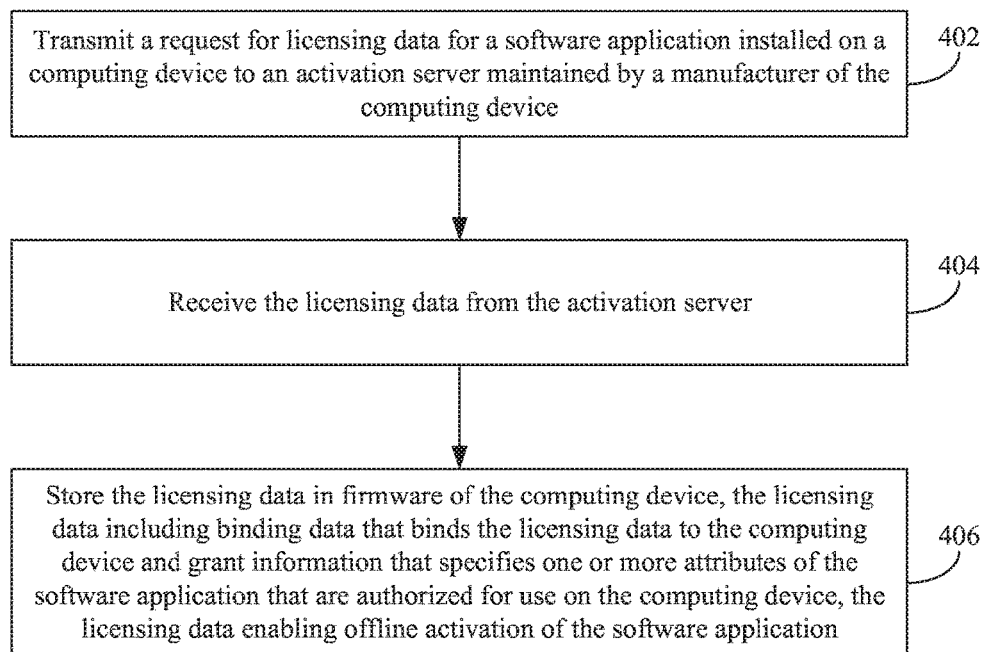 Transmit a request for licensing data for a software application installed on a
computing device to an activation server maintained by a manufacturer of the
computing device
402
Receive the licensing data from the activation server
404
Store the licensing data in firmware of the computing device, the licensing
data including binding data that binds the licensing data to the computing
device and grant information that specifies one or more attributes of the
software application that are authorized for use on the computing device, the
licensing data enabling offline activation of the software application
406